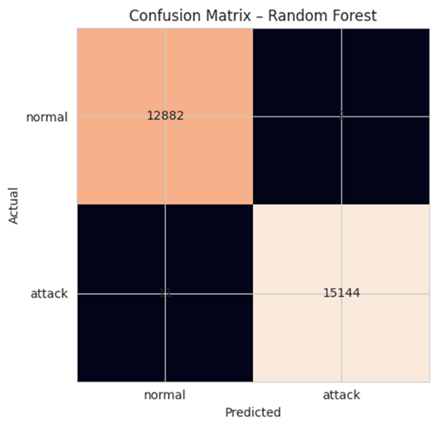 Confusion Matrix – Random Forest
normal
12882
Actual
attack
15144
normal
attack
Predicted